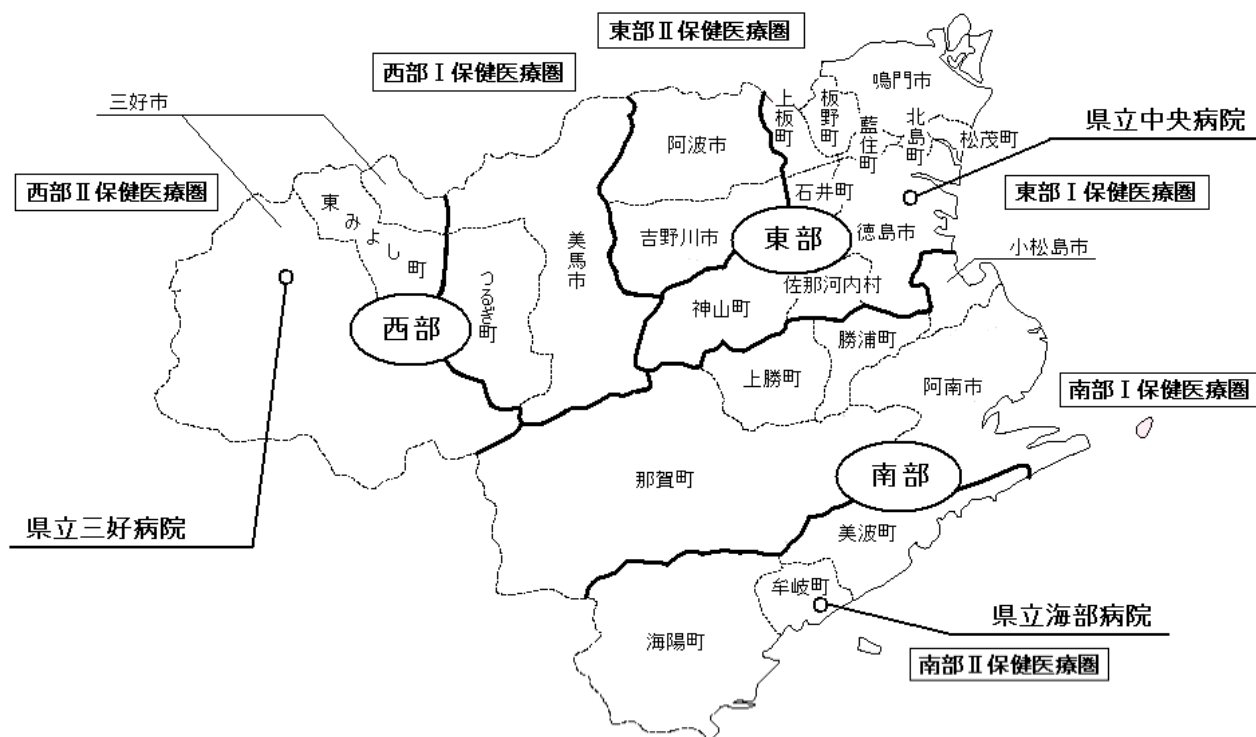 東部Ⅱ保健医療圏
西部Ⅰ保健医療圏
三好市
西部Ⅱ保健医療圏
東みよし町
つるぎ町
美馬市
阿波市
吉野川市
上板町
板野町
藍住町
北島町
鳴門市
松茂町
県立中央病院
石井町
東部Ⅰ保健医療圏
徳島市
小松島市
東部
佐那河内村
神山町
西部
勝浦町
上勝町
阿南市
南部Ⅰ保健医療圏
那賀町
南部
県立三好病院
美波町
牟岐町
県立海部病院
海陽町
南部Ⅱ保健医療圏